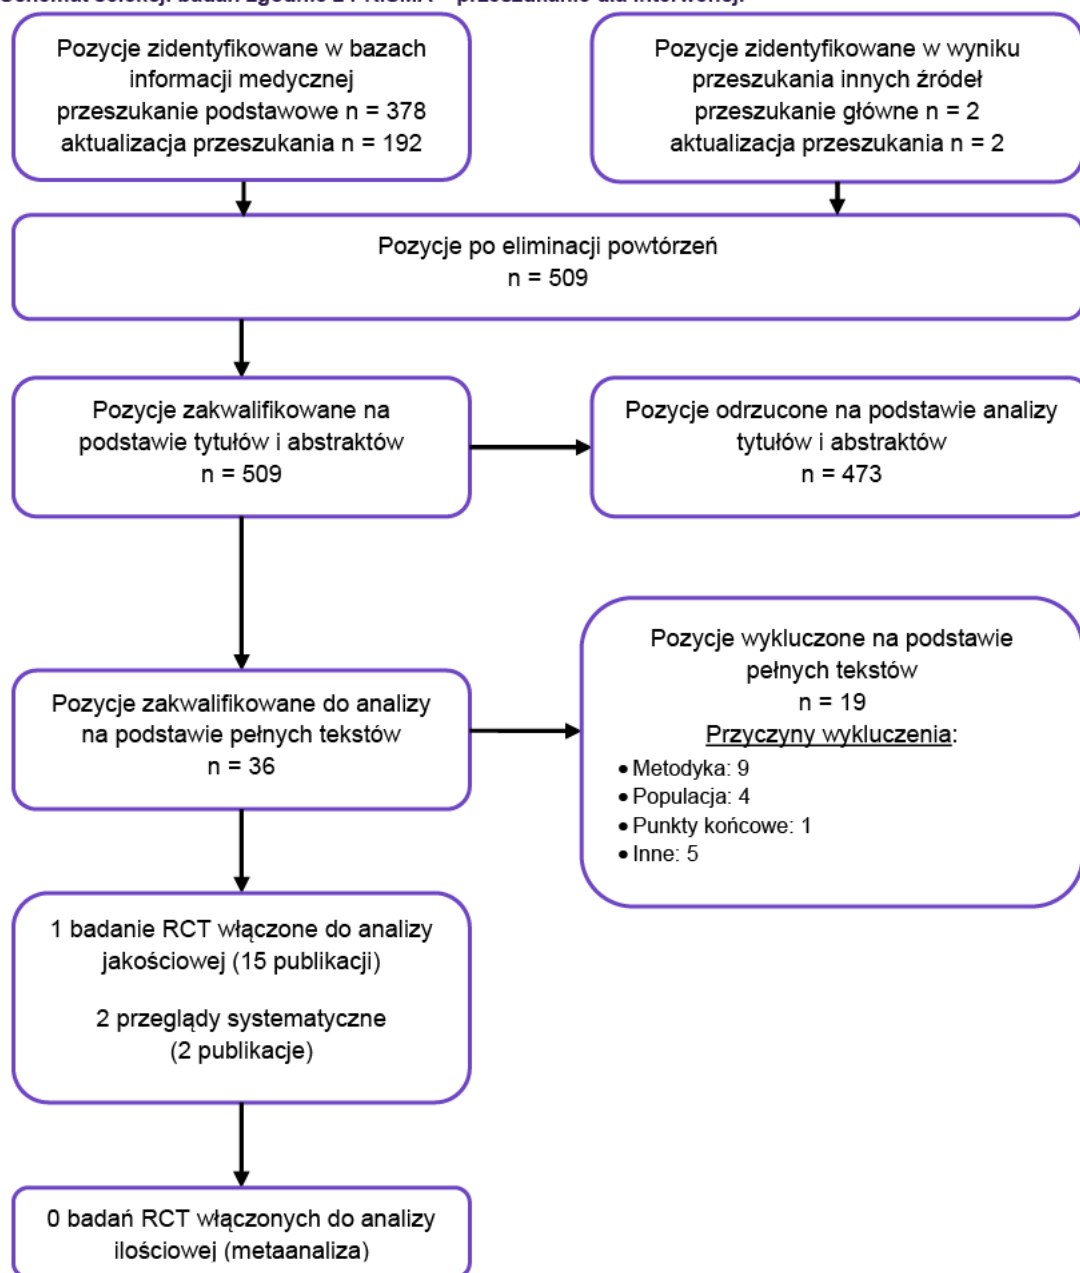 Pozycje zidentyfikowane w bazach
informacji medycznej
przeszukanie podstawowe n = 378
aktualizacja przeszukania n = 192
Pozycje zidentyfikowane w wyniku
przeszukania innych źródeł
przeszukanie główne n = 2
aktualizacja przeszukania n = 2
Pozycje po eliminacji powtórzeń
n = 509
Pozycje zakwalifikowane na
podstawie tytułów i abstraktów
n = 509
Pozycje odrzucone na podstawie analizy
tytułów i abstraktów
n = 473
Pozycje wykluczone na podstawie
pełnych tekstów
n = 19
Przyczyny wykluczenia:
• Metodyka: 9
• Populacja: 4
• Punkty końcowe: 1
• Inne: 5
Pozycje zakwalifikowane do analizy
na podstawie pełnych tekstów
n = 36
1 badanie RCT włączone do analizy
jakościowej (15 publikacji)
2 przeglądy systematyczne
(2 publikacje)
0 badań RCT włączonych do analizy
ilościowej (metaanaliza)